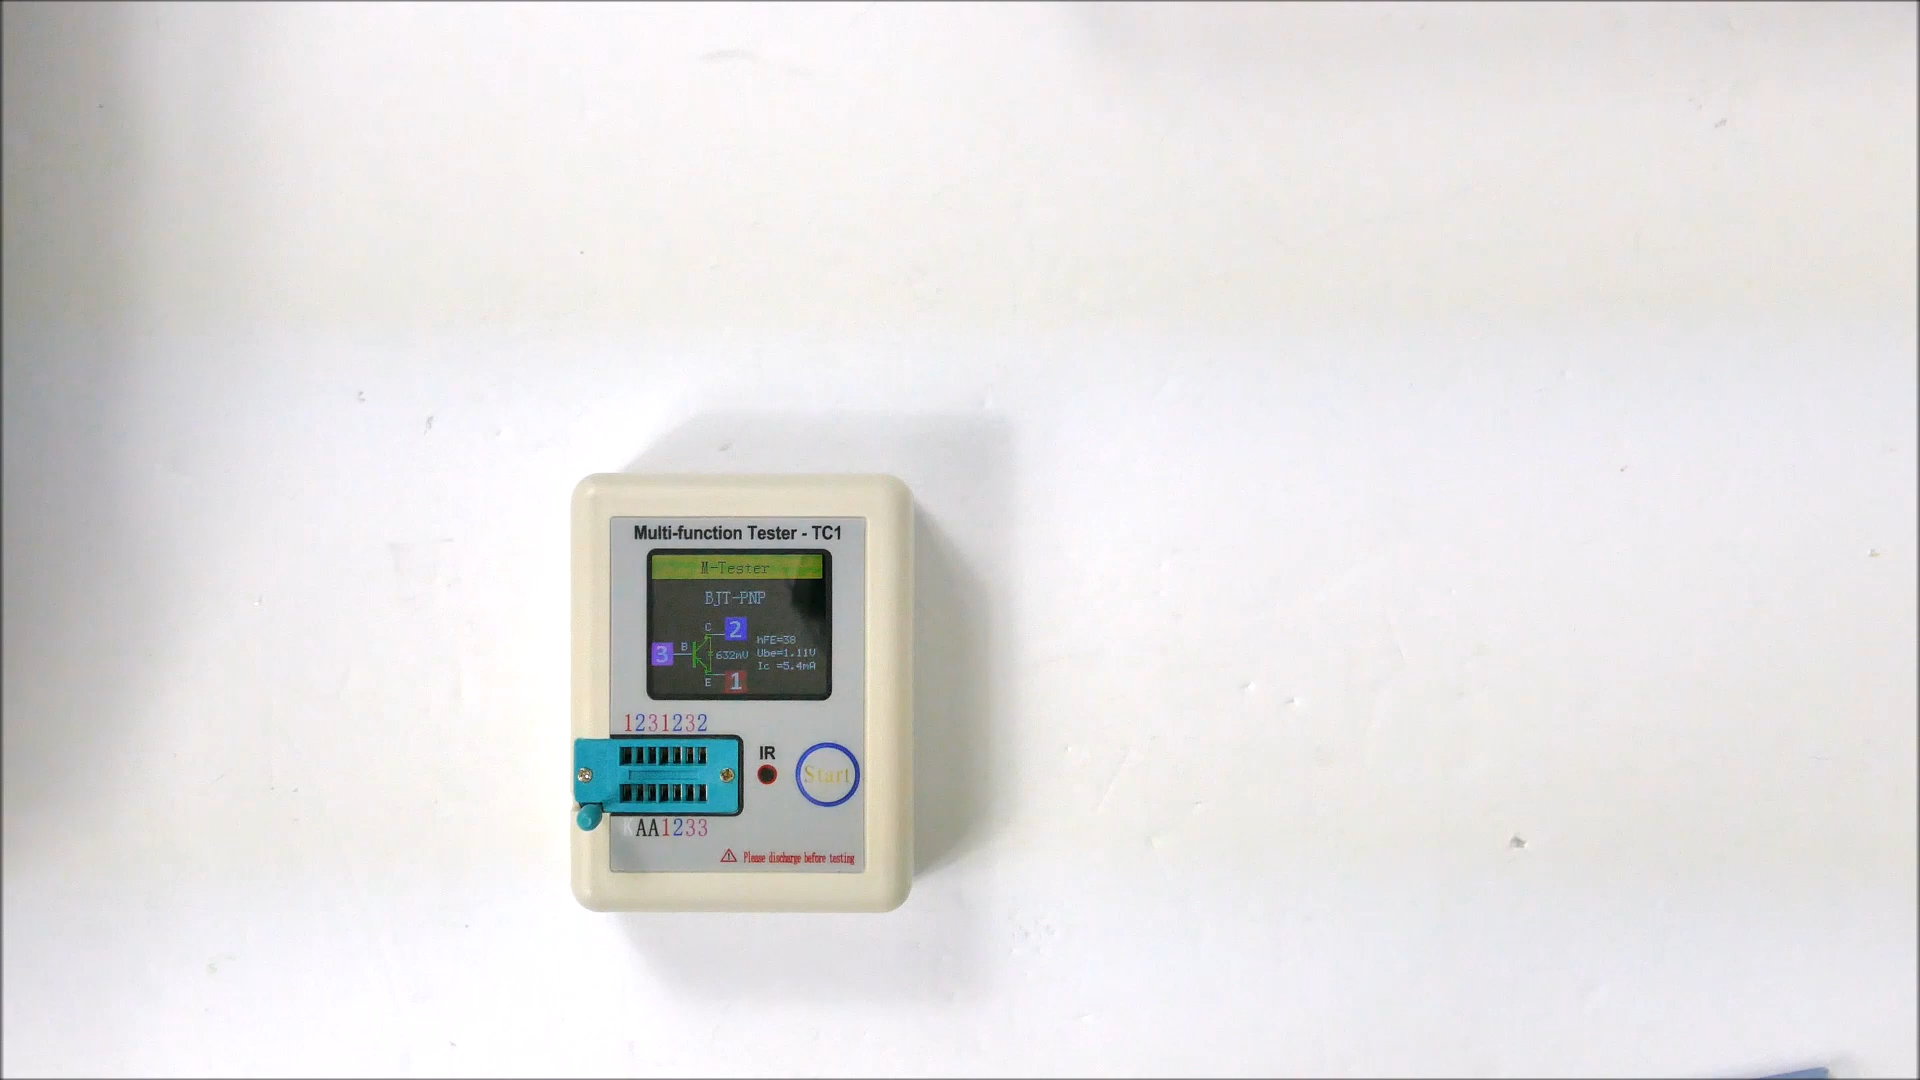 Multi-function Tester - TC1
M-Tester
BJT-PNP
C 2
hFE=38
3 B 632mV Ube=1.11V
Ic =5.4mA
E 1
1231232
IR
Start
KAA1233
Please discharge before testing